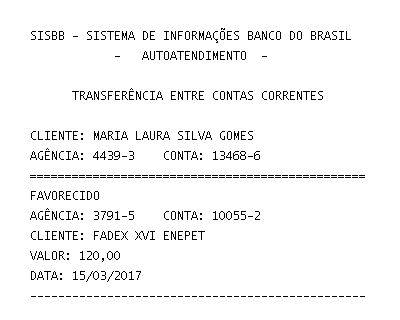 SISBB - SISTEMA DE INFORMAÇÕES BANCO DO BRASIL
- AUTOATENDIMENTO -
TRANSFERÊNCIA ENTRE CONTAS CORRENTES
CLIENTE: MARIA LAURA SILVA GOMES
AGÊNCIA: 4439-3 CONTA: 13468-6
================================================
FAVORECIDO
AGÊNCIA: 3791-5 CONTA: 10055-2
CLIENTE: FADEX XVI ENEPET
VALOR: 120,00
DATA: 15/03/2017
------------------------------------------------